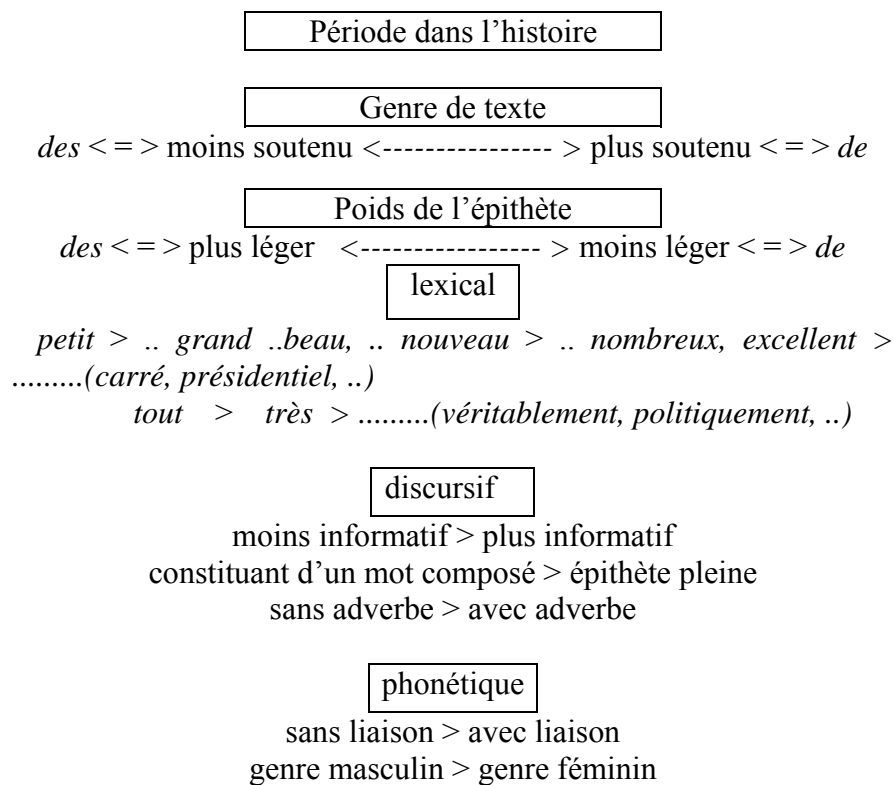 Période dans l’histoire
Genre de texte
des < = > moins soutenu <---------------- > plus soutenu < = > de
Poids de l’épithète
des < = > plus léger <----------------- > moins léger < = > de
lexical
petit > .. grand ..beau, .. nouveau > .. nombreux, excellent >
.........(carré, présidentiel, ..)
tout > très > .........(véritablement, politiquement, ..)
discursif
moins informatif > plus informatif
constituant d’un mot composé > épithète pleine
sans adverbe > avec adverbe
phonétique
sans liaison > avec liaison
genre masculin > genre féminin